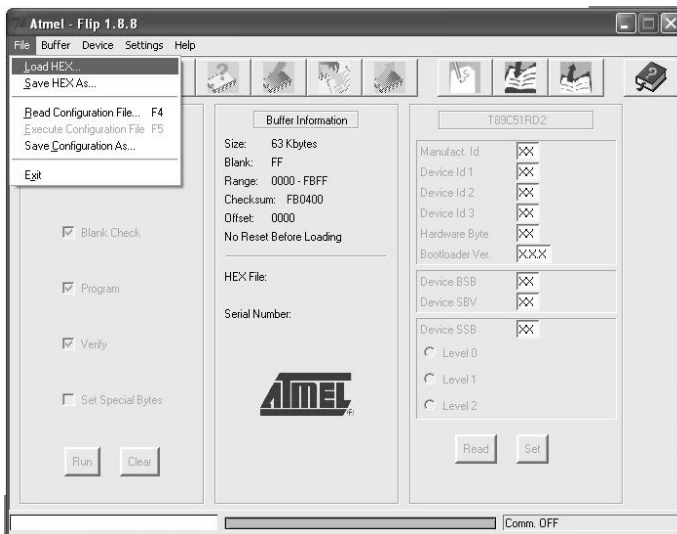 Atmel - Flip 1.8.8
File Buffer Device Settings Help
Load HEX...
Save HEX As...
Read Configuration File... F4
Execute Configuration File F5
Save Configuration As...
Exit
Blank Check
Program
Verify
Set Special Bytes
Run Clear
Buffer Information
Size: 63 Kbytes
Blank: FF
Range: 0000 - FBFF
Checksum: FB0400
Offset: 0000
No Reset Before Loading
HEX File:
Serial Number:
ATMEL
®
T89C51RD2
Manufact. Id XX
Device Id 1 XX
Device Id 2 XX
Device Id 3 XX
Hardware Byte XX
Bootloader Ver. X.X.X
Device BSB XX
Device SBV XX
Device SSB XX
Level 0
Level 1
Level 2
Read Set
Comm. OFF